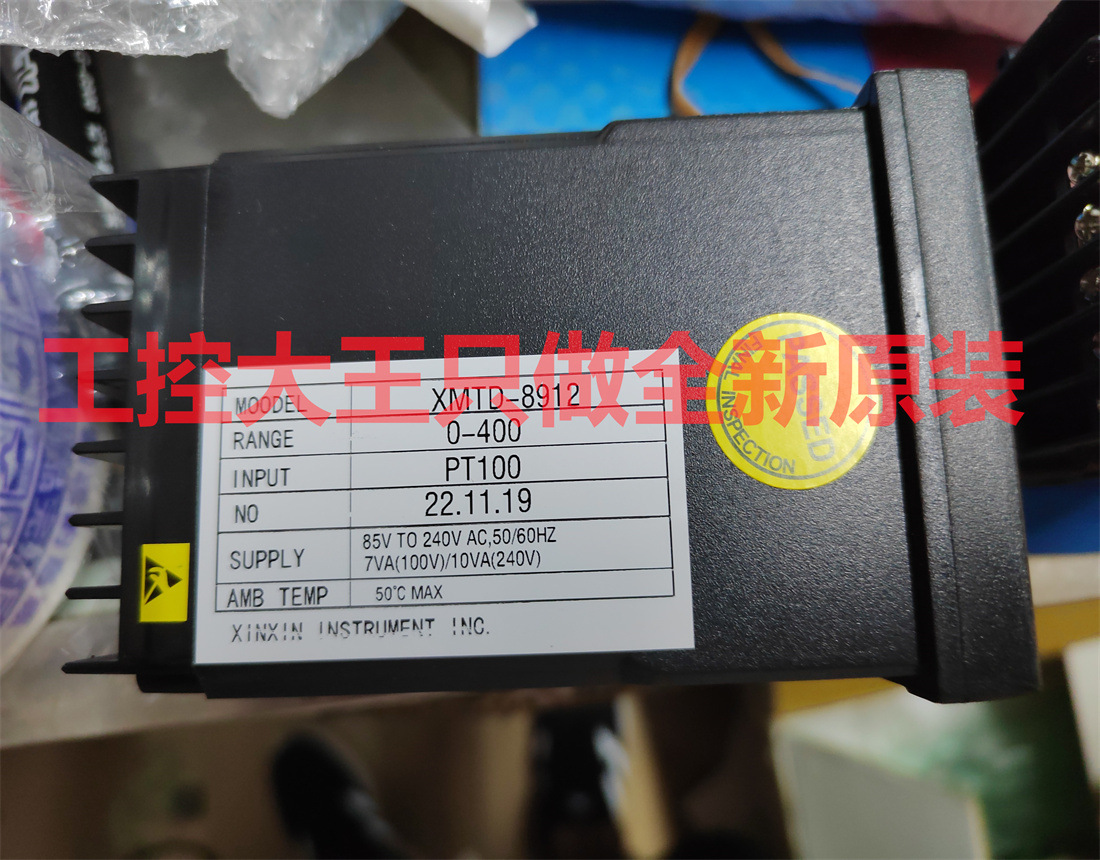 工控大王只做全新原装
MOODEL XMTD-8912
RANGE 0-400
INPUT PT100
NO 22.11.19
SUPPLY 85V TO 240V AC,50/60HZ
7VA(100V)/10VA(240V)
AMB TEMP 50℃ MAX
XINXIN INSTRUMENT INC.
INSPECTION